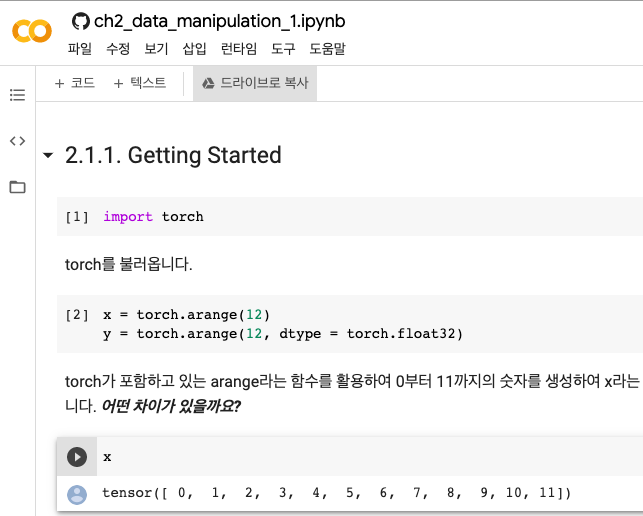 ch2_data_manipulation_1.ipynb
파일 수정 보기 삽입 런타임 도구 도움말
+ 코드 + 텍스트 드라이브로 복사
2.1.1. Getting Started
[1] import torch
torch를 불러옵니다.
[2] x = torch.arange(12)
y = torch.arange(12, dtype = torch.float32)
torch가 포함하고 있는 arange라는 함수를 활용하여 0부터 11까지의 숫자를 생성하여 x라는
니다. 어떤 차이가 있을까요?
x
tensor([ 0, 1, 2, 3, 4, 5, 6, 7, 8, 9, 10, 11])